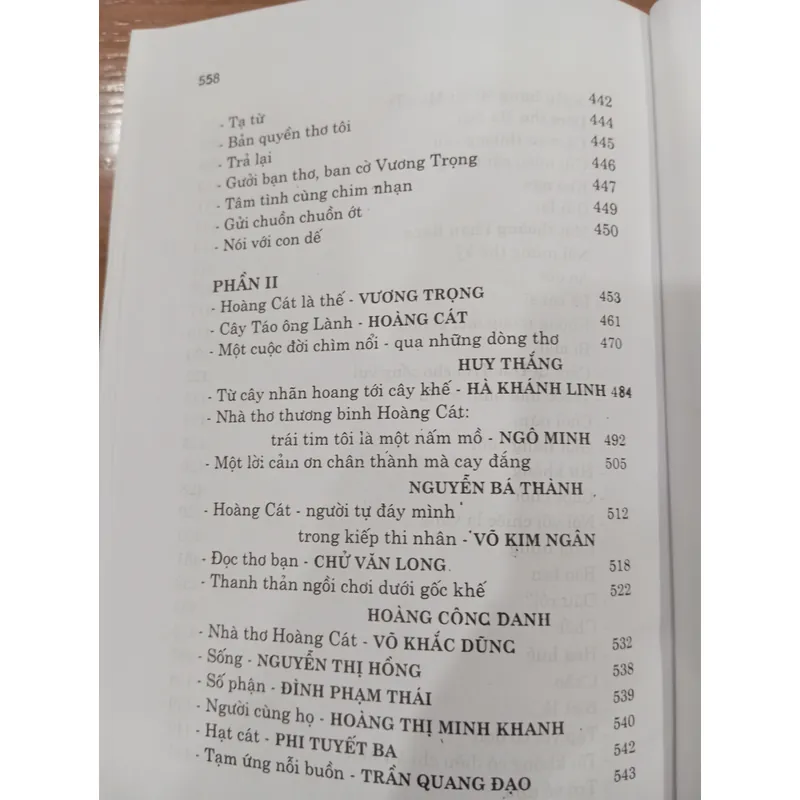 558
- Tạ từ 442
- Bản quyền thơ tôi 444
- Trả lại 445
- Gưởi bạn thơ, ban cờ Vương Trọng 446
- Tâm tình cùng chim nhạn 447
- Gửi chuồn chuồn ớt 449
- Nói với con dế 450
PHẦN II
- Hoàng Cát là thế - VƯƠNG TRỌNG 453
- Cây Táo ông Lành - HOÀNG CÁT 461
- Một cuộc đời chìm nổi - qua những dòng thơ 470
HUY THẮNG
- Từ cây nhãn hoang tới cây khế - HÀ KHÁNH LINH 484
- Nhà thơ thương binh Hoàng Cát:
trái tim tôi là một nấm mồ - NGÔ MINH 492
- Một lời cảm ơn chân thành mà cay đắng 505
NGUYỄN BÁ THÀNH
- Hoàng Cát - người tự đáy mình 512
trong kiếp thi nhân - VÕ KIM NGÂN
- Đọc thơ bạn - CHỬ VĂN LONG 518
- Thanh thản ngồi chơi dưới gốc khế 522
HOÀNG CÔNG DANH
- Nhà thơ Hoàng Cát - VÕ KHẮC DŨNG 532
- Sống - NGUYỄN THỊ HỒNG 538
- Số phận - ĐÌNH PHẠM THÁI 539
- Người cùng họ - HOÀNG THỊ MINH KHANH 540
- Hạt cát - PHI TUYẾT BA 542
- Tạm ứng nỗi buồn - TRẦN QUANG ĐẠO 543